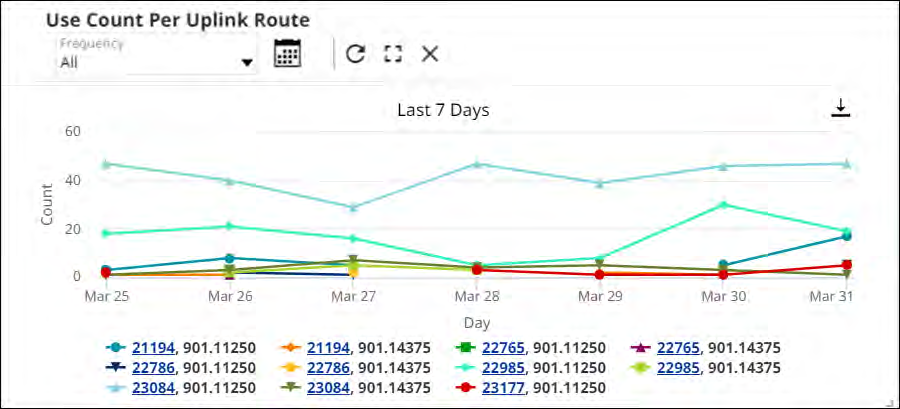 Use Count Per Uplink Route
Frequency
All
Last 7 Days
60
40
20
0
Count
Mar 25 Mar 26 Mar 27 Mar 28 Mar 29 Mar 30 Mar 31
Day
21194, 901.11250 21194, 901.14375 22765, 901.11250 22765, 901.14375
22786, 901.11250 22786, 901.14375 22985, 901.11250 22985, 901.14375
23084, 901.11250 23084, 901.14375 23177, 901.11250